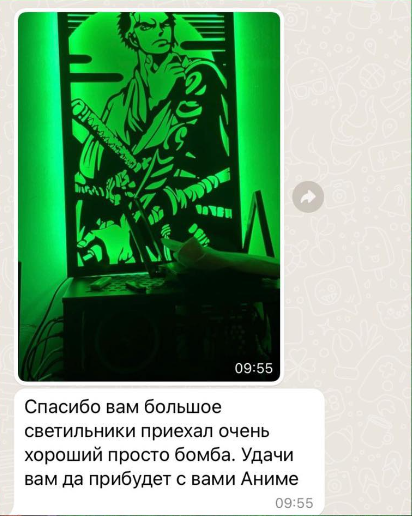 09:55
Спасибо вам большое
светильники приехал очень
хороший просто бомба. Удачи
вам да прибудет с вами Аниме
09:55